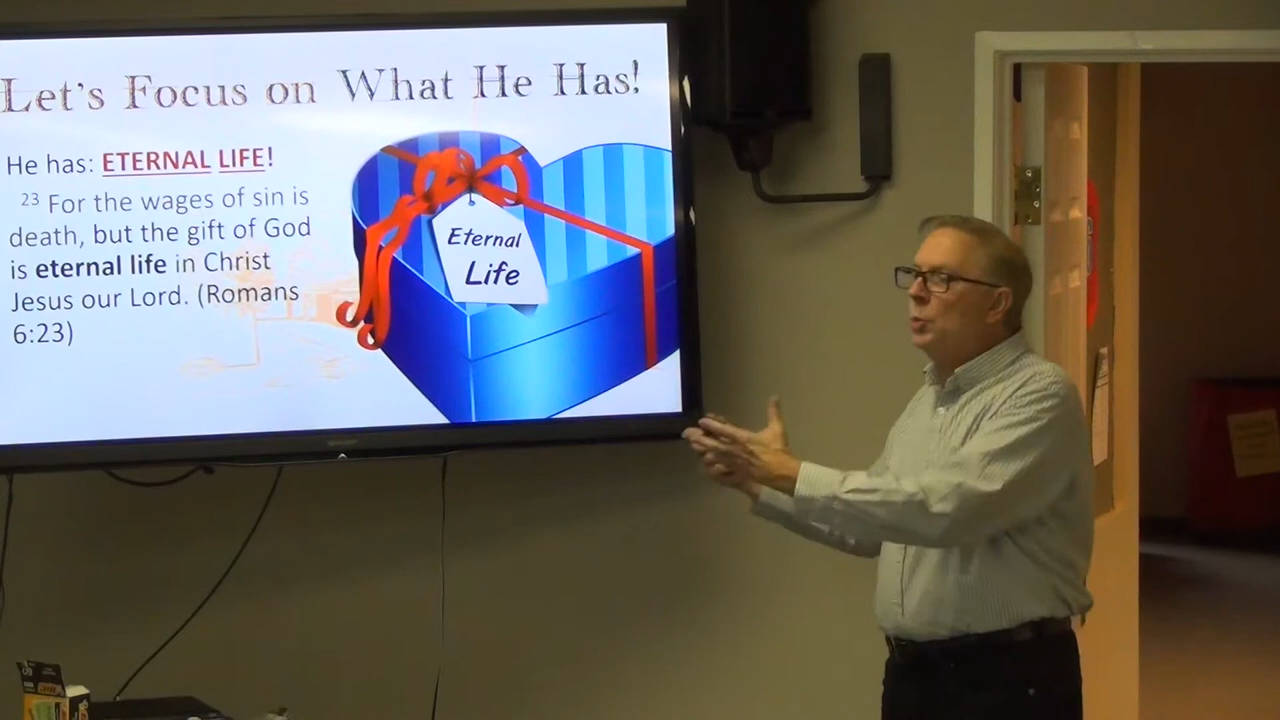 Let's Focus on What He Has!
He has: ETERNAL LIFE!
23 For the wages of sin is
death, but the gift of God
is eternal life in Christ
Jesus our Lord. (Romans
6:23)
Eternal
Life